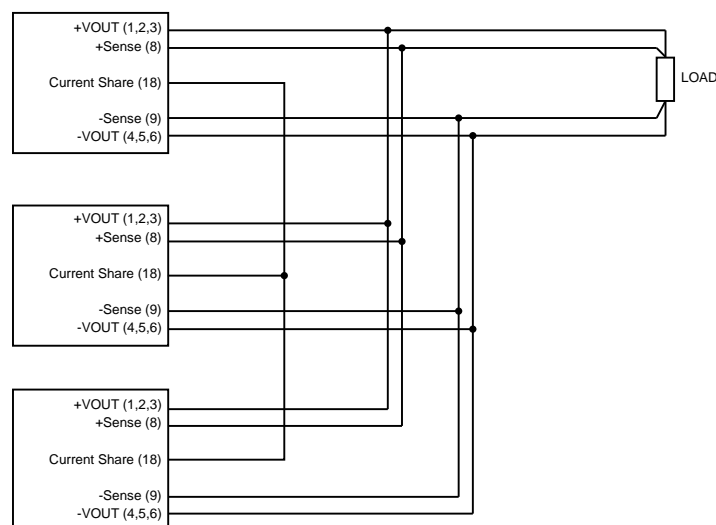 +VOUT (1,2,3)
+Sense (8)
Current Share (18)
-Sense (9)
-VOUT (4,5,6)
LOAD
+VOUT (1,2,3)
+Sense (8)
Current Share (18)
-Sense (9)
-VOUT (4,5,6)
+VOUT (1,2,3)
+Sense (8)
Current Share (18)
-Sense (9)
-VOUT (4,5,6)